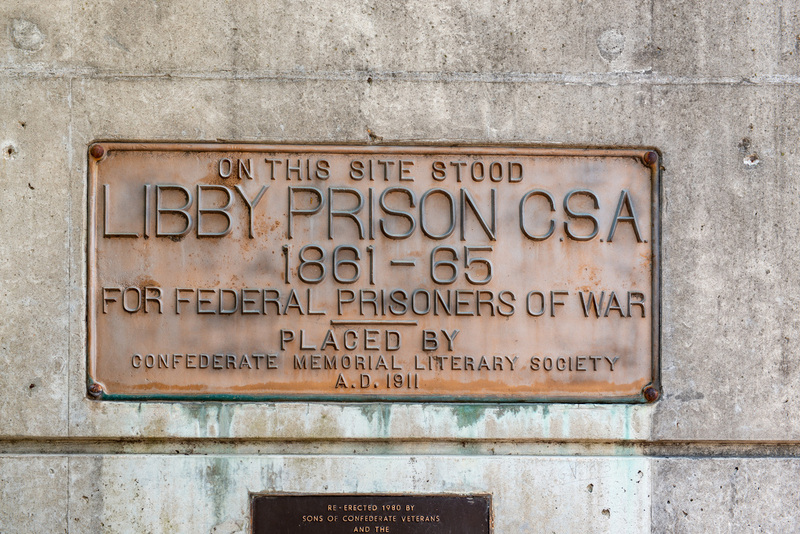 ON THIS SITE STOOD
LIBBY PRISON C.S.A.
1861-65
FOR FEDERAL PRISONERS OF WAR
PLACED BY
CONFEDERATE MEMORIAL LITERARY SOCIETY
A.D. 1911
RE-ERECTED 1980 BY
SONS OF CONFEDERATE VETERANS
AND THE